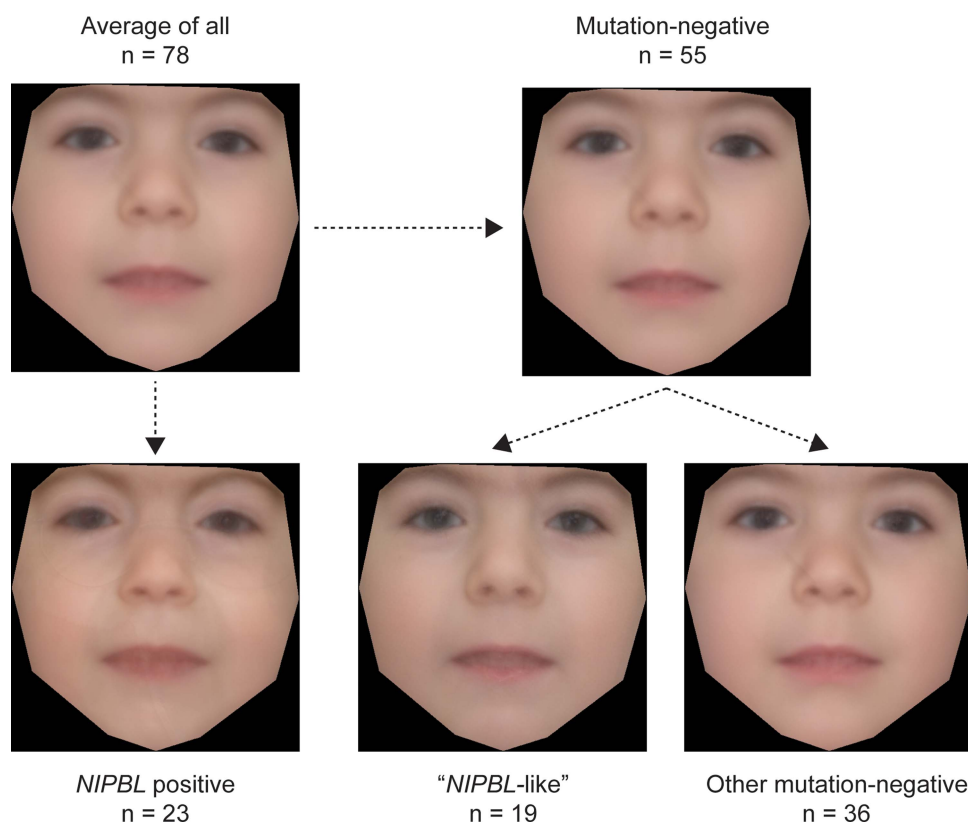 Average of all
n = 78
Mutation-negative
n = 55
NIPBL positive
n = 23
“NIPBL-like”
n = 19
Other mutation-negative
n = 36